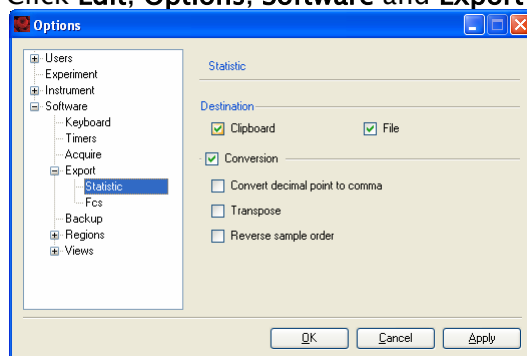 Click Edit, Options, Software and Export
Options
Users
Experiment
Instrument
Software
Keyboard
Timers
Acquire
Export
Statistic
Fcs
Backup
Regions
Views
Statistic
Destination
Clipboard File
Conversion
Convert decimal point to comma
Transpose
Reverse sample order
OK Cancel Apply